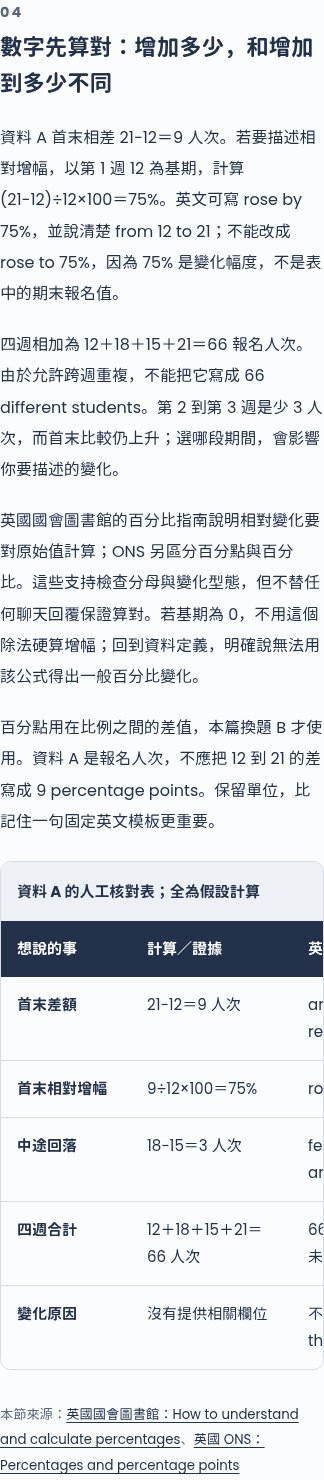 04
數字先算對：增加多少，和增加
到多少不同
資料 A 首末相差 21-12＝9 人次。若要描述相
對增幅，以第 1 週 12 為基期，計算
(21-12)÷12×100＝75%。英文可寫 rose by
75%，並說清楚 from 12 to 21；不能改成
rose to 75%，因為 75% 是變化幅度，不是表
中的期末報名值。
四週相加為 12＋18＋15＋21＝66 報名人次。
由於允許跨週重複，不能把它寫成 66
different students。第 2 到第 3 週是少 3 人
次，而首末比較仍上升；選哪段期間，會影響
你要描述的變化。
英國國會圖書館的百分比指南說明相對變化要
對原始值計算；ONS 另區分百分點與百分
比。這些支持檢查分母與變化型態，但不替任
何聊天回覆保證算對。若基期為 0，不用這個
除法硬算增幅；回到資料定義，明確說無法用
該公式得出一般百分比變化。
百分點用在比例之間的差值，本篇換題 B 才使
用。資料 A 是報名人次，不應把 12 到 21 的差
寫成 9 percentage points。保留單位，比
記住一句固定英文模板更重要。
資料 A 的人工核對表；全為假設計算
想說的事 計算／證據 英
首末差額 21-12＝9 人次
re
首末相對增幅 9÷12×100＝75% ro
中途回落 18-15＝3 人次 fe
四週合計 12＋18＋15＋21＝ 66
66 人次 未
變化原因 沒有提供相關欄位 不
th
本節來源：英國國會圖書館：How to understand
and calculate percentages、英國 ONS：
Percentages and percentage points